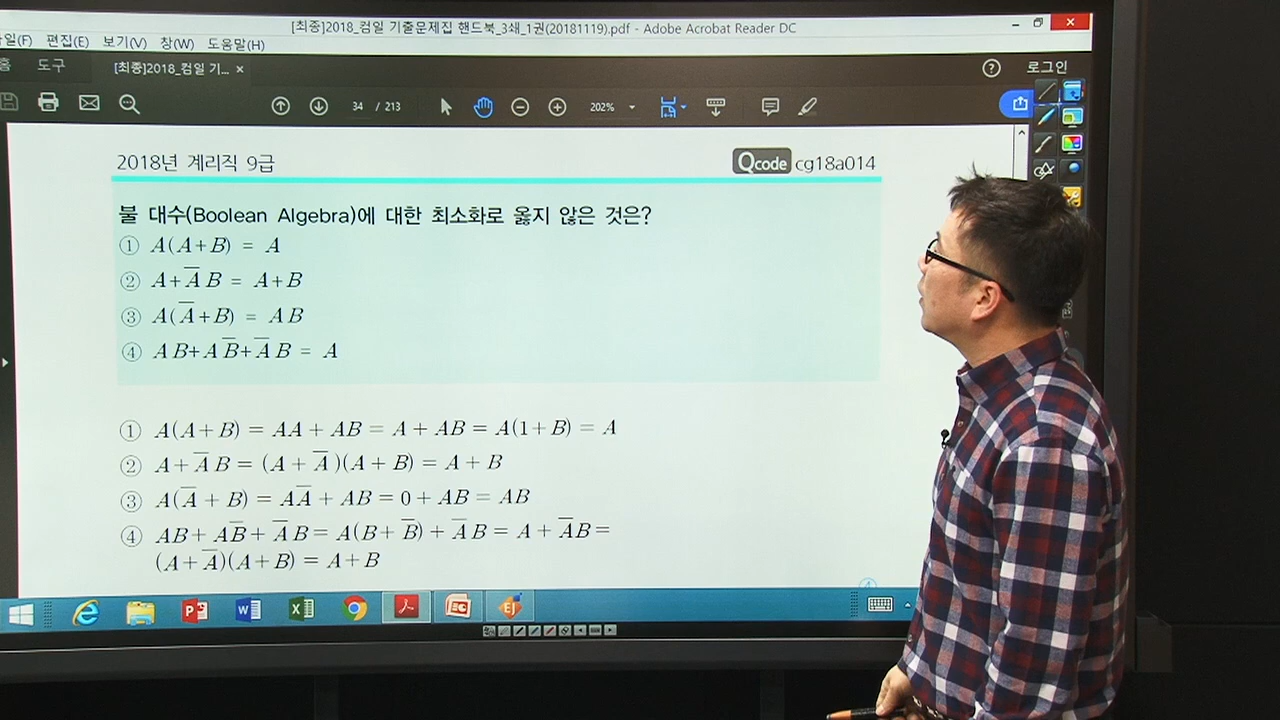 [최종]2018_컴일 기출문제집 핸드북_3쇄_1권(20181119).pdf - Adobe Acrobat Reader DC
일(F) 편집(E) 보기(V) 창(W) 도움말(H)
홈 도구 [최종]2018_컴일 기... × 로그인
34 / 213 202%
2018년 계리직 9급 Qcode cg18a014
불 대수(Boolean Algebra)에 대한 최소화로 옳지 않은 것은?
① A(A+B) = A
② A+A̅B = A+B
③ A(A̅+B) = AB
④ AB+AB̅+A̅B = A
① A(A+B) = AA+AB = A+AB = A(1+B) = A
② A+A̅B = (A+A̅)(A+B) = A+B
③ A(A̅+B) = AA̅+AB = 0+AB = AB
④ AB+AB̅+A̅B = A(B+B̅)+A̅B = A+A̅B =
(A+A̅)(A+B) = A+B
④